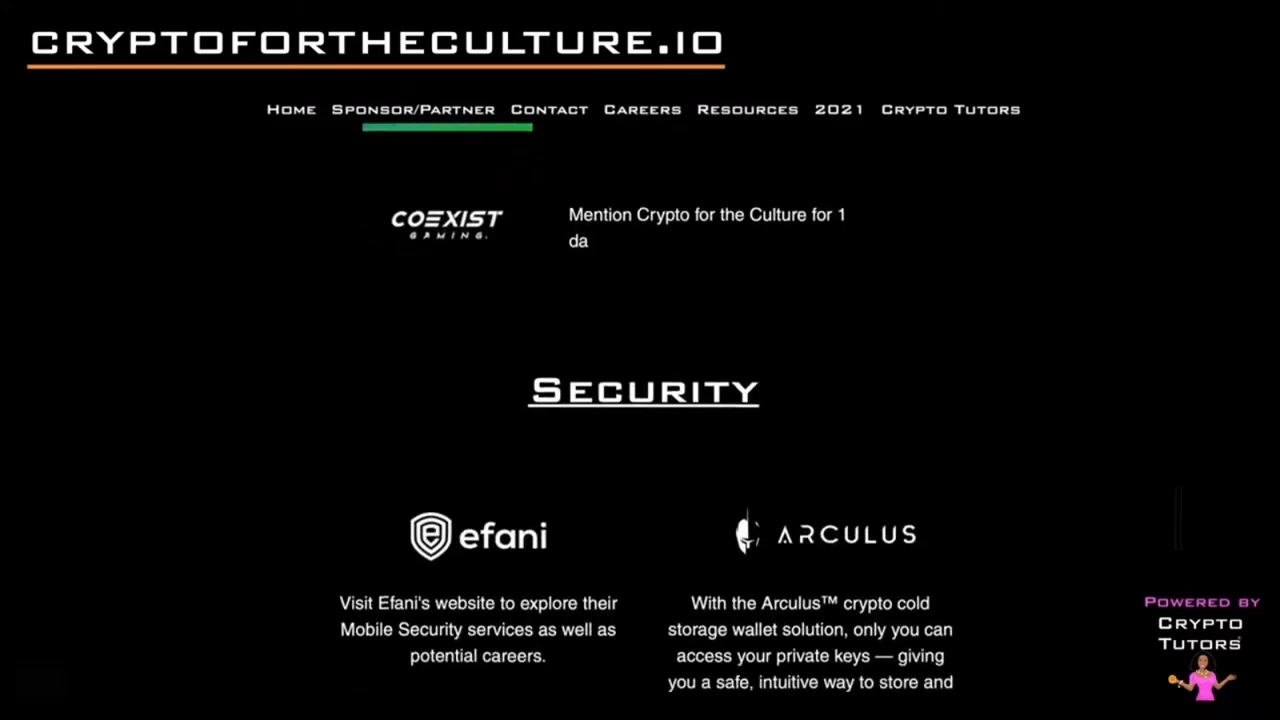 CRYPTOFORTHECULTURE.IO
HOME SPONSOR/PARTNER CONTACT CAREERS RESOURCES 2021 CRYPTO TUTORS
COEXIST
GAMING.
Mention Crypto for the Culture for 1
da
SECURITY
efani
ARCULUS
Visit Efani's website to explore their
Mobile Security services as well as
potential careers.
With the Arculus™ crypto cold
storage wallet solution, only you can
access your private keys — giving
you a safe, intuitive way to store and
POWERED BY
CRYPTO
TUTORS